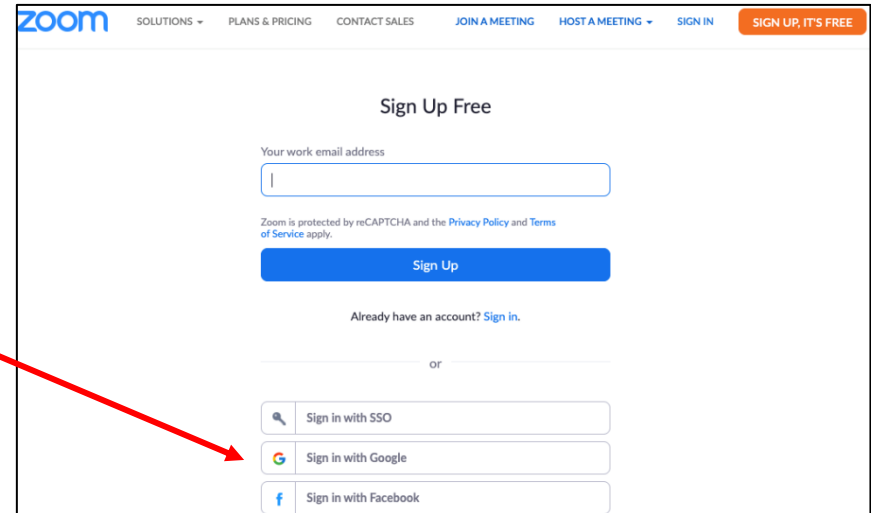 zoom SOLUTIONS PLANS & PRICING CONTACT SALES JOIN A MEETING HOST A MEETING SIGN IN SIGN UP, IT'S FREE
Sign Up Free
Your work email address
Zoom is protected by reCAPTCHA and the Privacy Policy and Terms
of Service apply.
Sign Up
Already have an account? Sign in.
or
Sign in with SSO
G Sign in with Google
f Sign in with Facebook